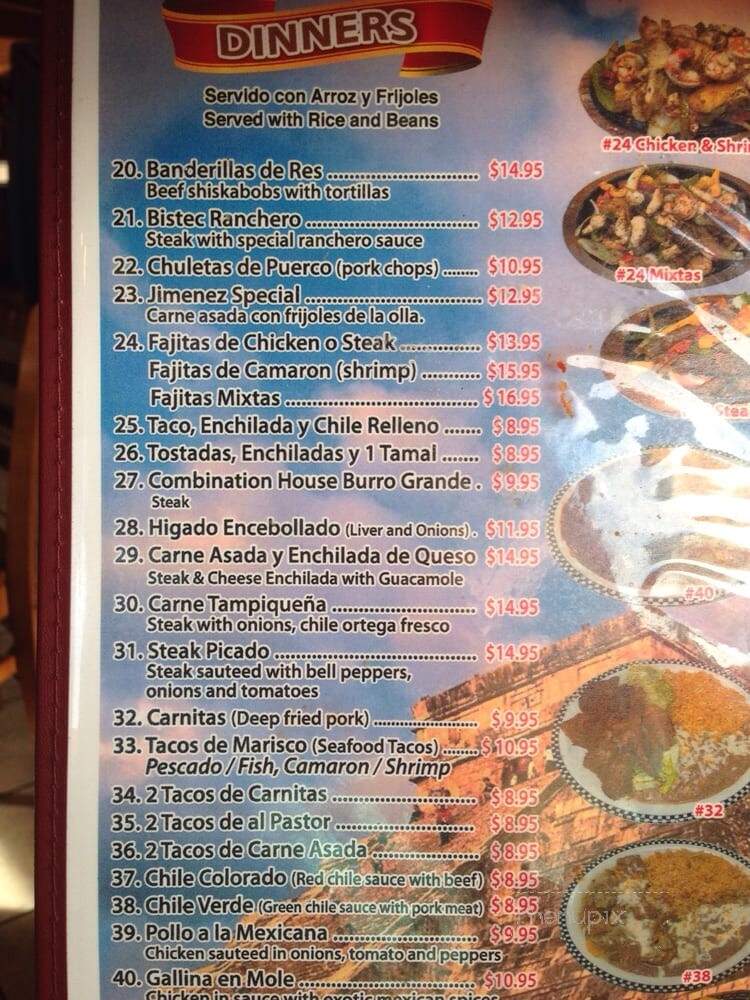 DINNERS
Servido con Arroz y Frijoles
Served with Rice and Beans
20. Banderillas de Res ............................ $14.95
Beef shiskabobs with tortillas
21. Bistec Ranchero ................................ $12.95
Steak with special ranchero sauce
22. Chuletas de Puerco (pork chops) ........ $10.95
23. Jimenez Special ................................ $12.95
Carne asada con frijoles de la olla.
24. Fajitas de Chicken o Steak .............. $13.95
Fajitas de Camaron (shrimp) .......... $15.95
Fajitas Mixtas .................................. $16.95
25. Taco, Enchilada y Chile Relleno ....... $8.95
26. Tostadas, Enchiladas y 1 Tamal ....... $8.95
27. Combination House Burro Grande . $9.95
Steak
28. Higado Encebollado (Liver and Onions) . $11.95
29. Carne Asada y Enchilada de Queso $14.95
Steak & Cheese Enchilada with Guacamole
30. Carne Tampiqueña .......................... $14.95
Steak with onions, chile ortega fresco
31. Steak Picado .................................... $14.95
Steak sauteed with bell peppers,
onions and tomatoes
32. Carnitas (Deep fried pork) .................. $9.95
33. Tacos de Marisco (Seafood Tacos) ....... $10.95
Pescado / Fish, Camaron / Shrimp
34. 2 Tacos de Carnitas .......................... $8.95
35. 2 Tacos de al Pastor ......................... $8.95
36. 2 Tacos de Carne Asada ................... $8.95
37. Chile Colorado (Red chile sauce with beef) $8.95
38. Chile Verde (Green chile sauce with pork meat) $8.95
39. Pollo a la Mexicana .......................... $9.95
Chicken sauteed in onions, tomato and peppers
40. Gallina en Mole ................................ $10.95
Chicken in sauce with exotic mexican spices
#24 Chicken & Shri
#24 Mixtas
Stea
#40
#32
#38
menupix